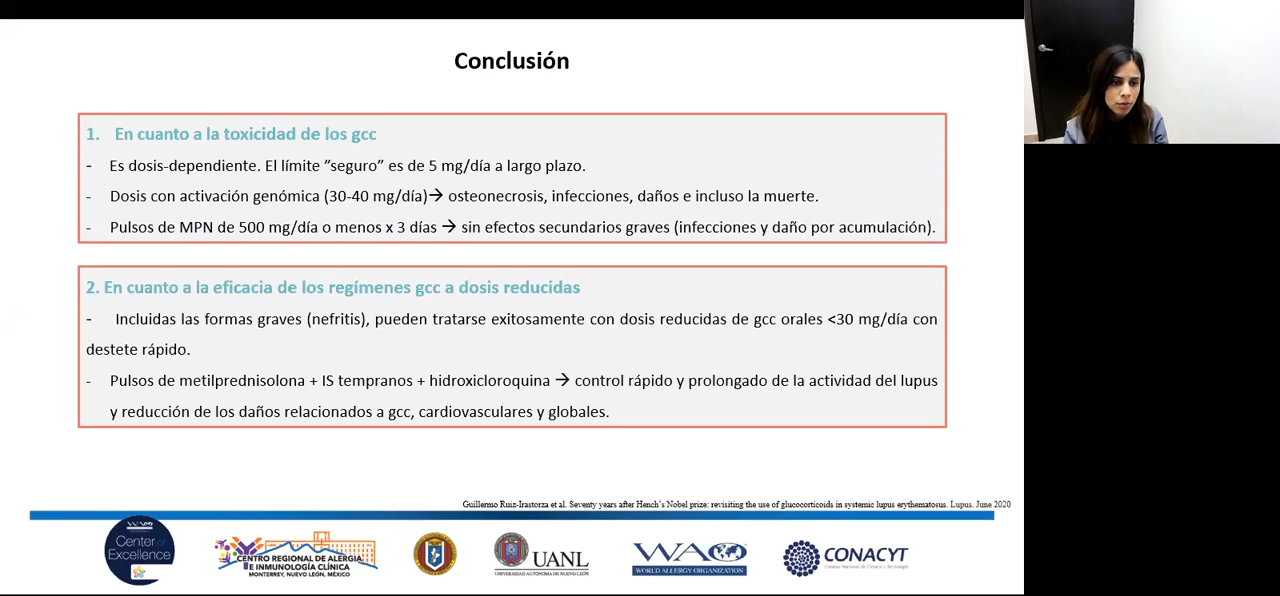 Conclusión
1. En cuanto a la toxicidad de los gcc
- Es dosis-dependiente. El límite ”seguro” es de 5 mg/día a largo plazo.
- Dosis con activación genómica (30-40 mg/día)→ osteonecrosis, infecciones, daños e incluso la muerte.
- Pulsos de MPN de 500 mg/día o menos x 3 días → sin efectos secundarios graves (infecciones y daño por acumulación).
2. En cuanto a la eficacia de los regímenes gcc a dosis reducidas
- Incluidas las formas graves (nefritis), pueden tratarse exitosamente con dosis reducidas de gcc orales <30 mg/día con
destete rápido.
- Pulsos de metilprednisolona + IS tempranos + hidroxicloroquina → control rápido y prolongado de la actividad del lupus
y reducción de los daños relacionados a gcc, cardiovasculares y globales.
Guillermo Ruiz-Irastorza et al. Seventy years after Hench’s Nobel prize: revisiting the use of glucocorticoids in systemic lupus erythematosus. Lupus. June 2020
WAO
Center of
Excellence
CENTRO REGIONAL DE ALERGIA
E INMUNOLOGÍA CLÍNICA
MONTERREY, NUEVO LEÓN, MÉXICO
UANL
UNIVERSIDAD AUTÓNOMA DE NUEVO LEÓN
WAO
WORLD ALLERGY ORGANIZATION
CONACYT
Consejo Nacional de Ciencia y Tecnología